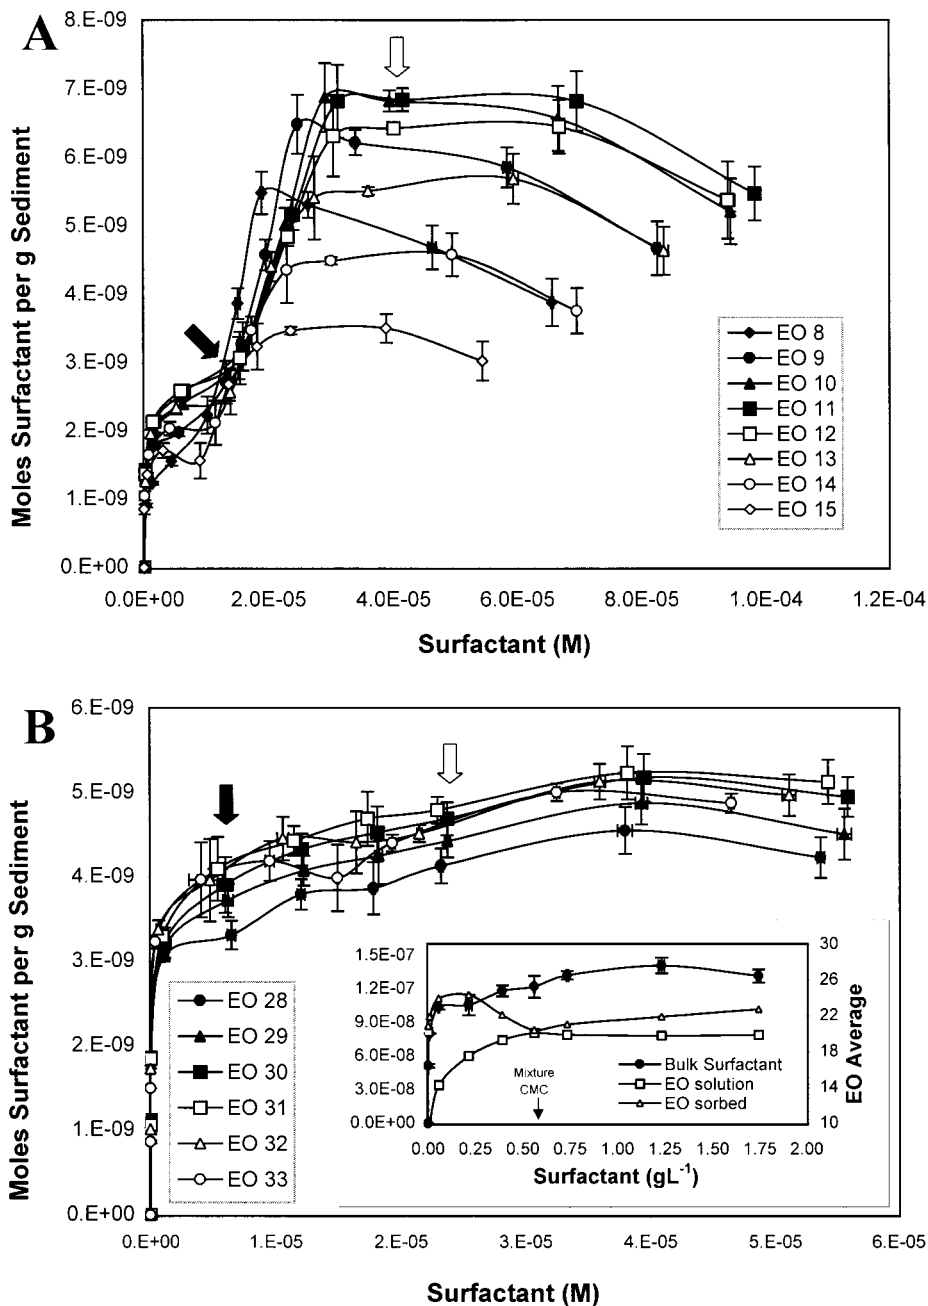 A
8.E-09
7.E-09
6.E-09
5.E-09
4.E-09
3.E-09
2.E-09
1.E-09
0.E+00
Moles Surfactant per g Sediment
EO 8
EO 9
EO 10
EO 11
EO 12
EO 13
EO 14
EO 15
0.0E+00 2.0E-05 4.0E-05 6.0E-05 8.0E-05 1.0E-04 1.2E-04
Surfactant (M)
B
6.E-09
5.E-09
4.E-09
3.E-09
2.E-09
1.E-09
0.E+00
Moles Surfactant per g Sediment
EO 28
EO 29
EO 30
EO 31
EO 32
EO 33
1.5E-07
1.2E-07
9.0E-08
6.0E-08
3.0E-08
0.0E+00
30
26
22
18
14
10
EO Average
Bulk Surfactant
EO solution
EO sorbed
Mixture
CMC
0.00 0.25 0.50 0.75 1.00 1.25 1.50 1.75 2.00
Surfactant (gL-1)
0.E+00 1.E-05 2.E-05 3.E-05 4.E-05 5.E-05 6.E-05
Surfactant (M)